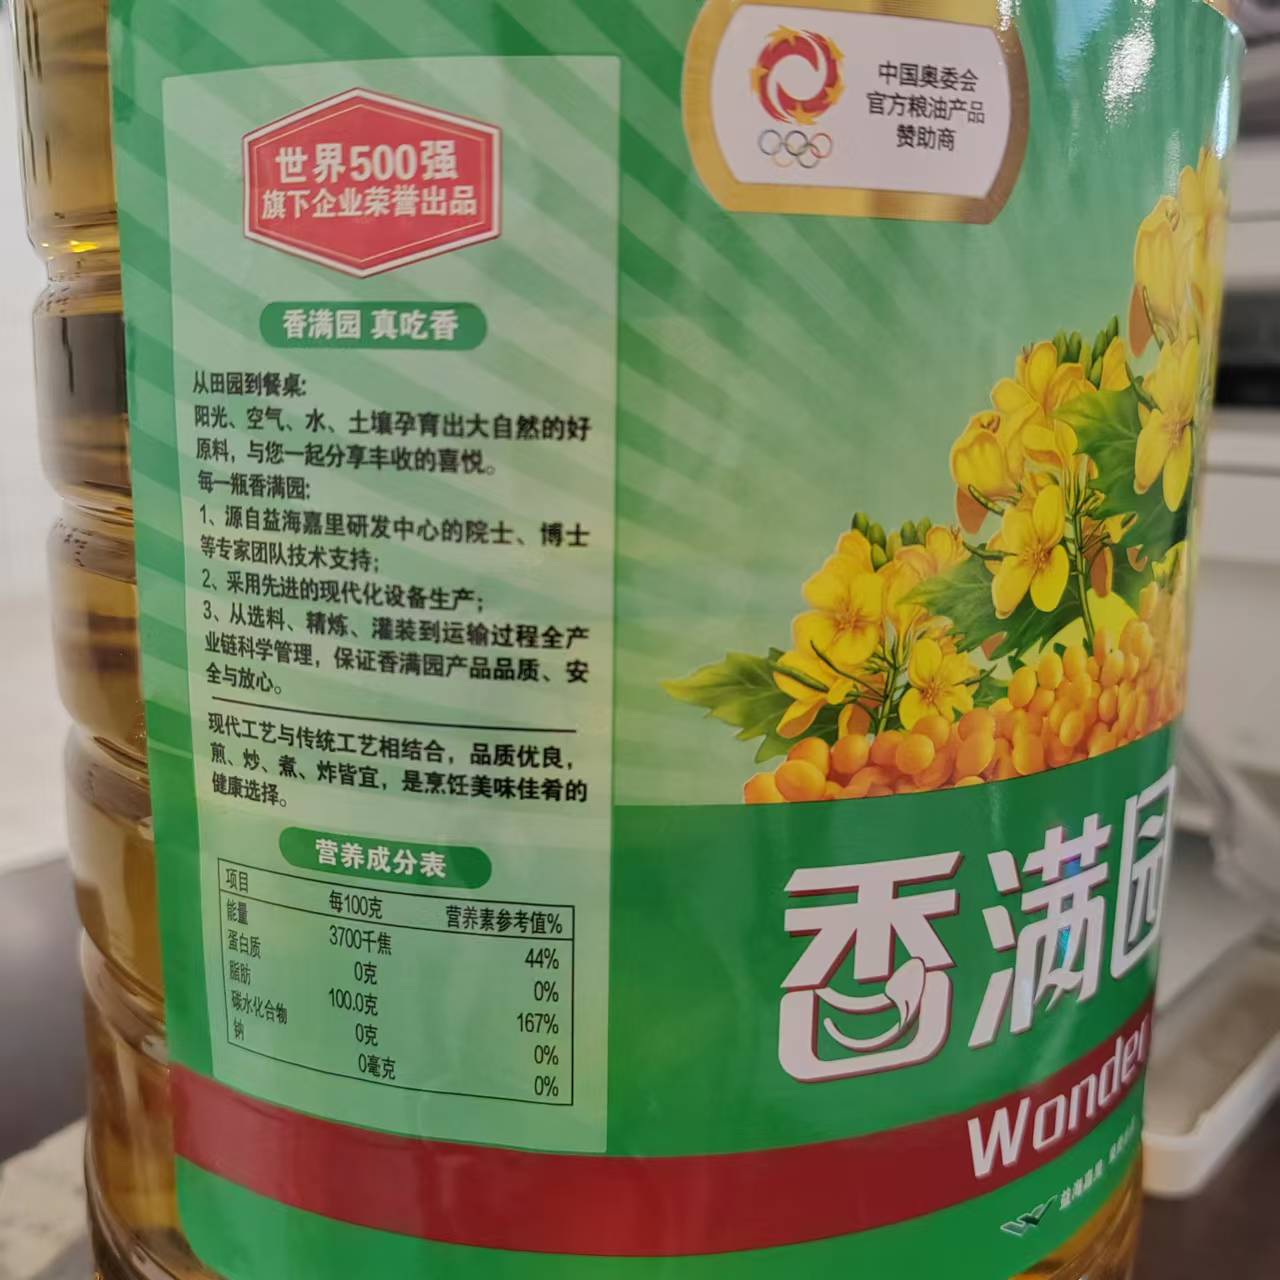 中国奥委会
官方粮油产品
赞助商
世界500强
旗下企业荣誉出品
香满园 真吃香
从田园到餐桌:
阳光、空气、水、土壤孕育出大自然的好
原料，与您一起分享丰收的喜悦。
每一瓶香满园:
1、源自益海嘉里研发中心的院士、博士
等专家团队技术支持;
2、采用先进的现代化设备生产;
3、从选料、精炼、灌装到运输过程全产
业链科学管理，保证香满园产品品质、安
全与放心。
现代工艺与传统工艺相结合，品质优良，
煎、炒、煮、炸皆宜，是烹饪美味佳肴的
健康选择。
营养成分表
项目 每100克 营养素参考值%
能量 3700千焦 44%
蛋白质 0克 0%
脂肪 100.0克 167%
碳水化合物 0克 0%
钠 0毫克 0%
香满园
Wonder
益海嘉里